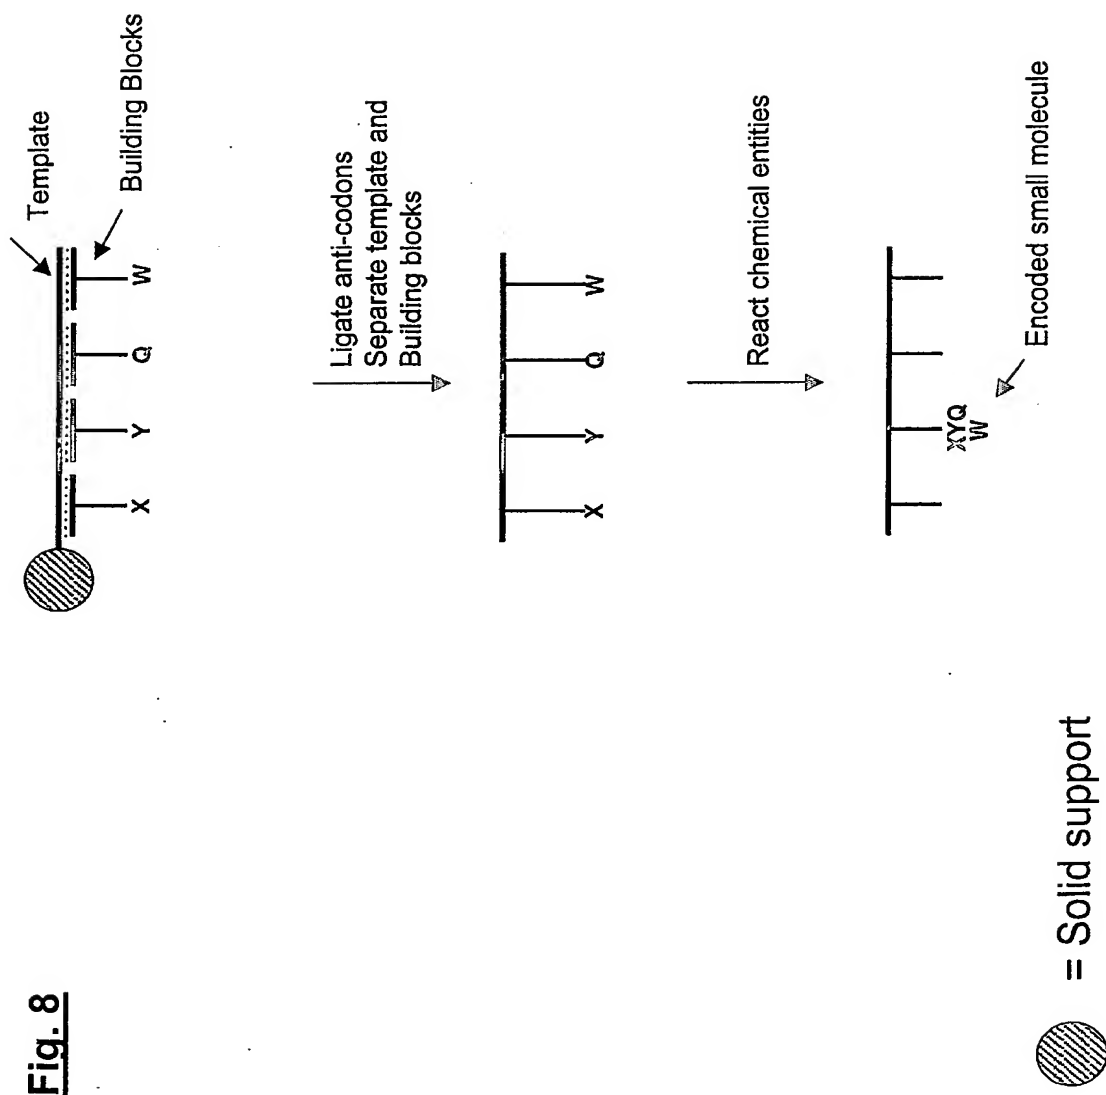 Fig. 8
Template
Building Blocks
X Y Q W
Ligate anti-codons
Separate template and
Building blocks
X Y Q W
React chemical entities
XYQ
W
Encoded small molecule
= Solid support